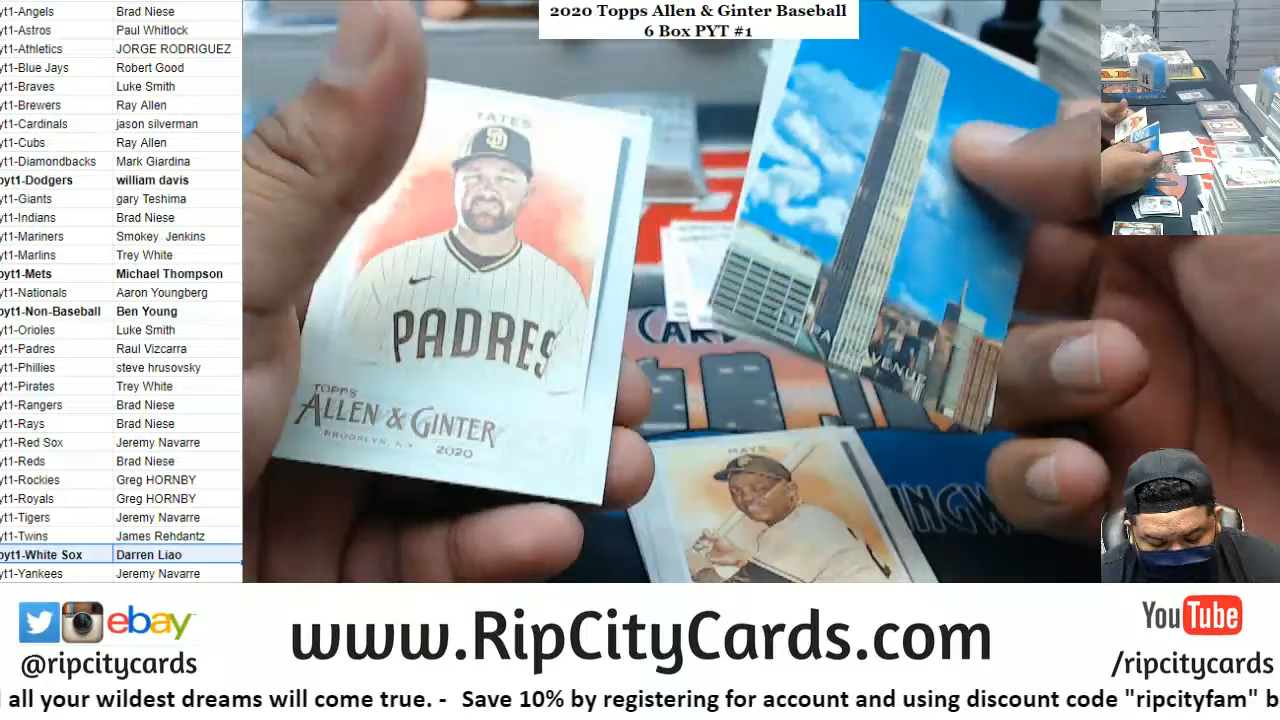 2020 Topps Allen & Ginter Baseball
6 Box PYT #1
yt1-Angels Brad Niese
yt1-Astros Paul Whitlock
yt1-Athletics JORGE RODRIGUEZ
yt1-Blue Jays Robert Good
yt1-Braves Luke Smith
yt1-Brewers Ray Allen
yt1-Cardinals jason silverman
yt1-Cubs Ray Allen
yt1-Diamondbacks Mark Giardina
pyt1-Dodgers william davis
yt1-Giants gary Teshima
yt1-Indians Brad Niese
yt1-Mariners Smokey Jenkins
yt1-Marlins Trey White
pyt1-Mets Michael Thompson
yt1-Nationals Aaron Youngberg
pyt1-Non-Baseball Ben Young
yt1-Orioles Luke Smith
yt1-Padres Raul Vizcarra
yt1-Phillies steve hrusovsky
yt1-Pirates Trey White
yt1-Rangers Brad Niese
yt1-Rays Brad Niese
yt1-Red Sox Jeremy Navarre
yt1-Reds Brad Niese
yt1-Rockies Greg HORNBY
yt1-Royals Greg HORNBY
yt1-Tigers Jeremy Navarre
yt1-Twins James Rehdantz
pyt1-White Sox Darren Liao
yt1-Yankees Jeremy Navarre
YATES
SD
PADRES
TOPPS
ALLEN & GINTER
BROOKLYN, N.Y.
2020
AVENUE
MAYS
CAR
INGW
ebay
@ripcitycards
www.RipCityCards.com
YouTube
/ripcitycards
all your wildest dreams will come true. - Save 10% by registering for account and using discount code "ripcityfam" b